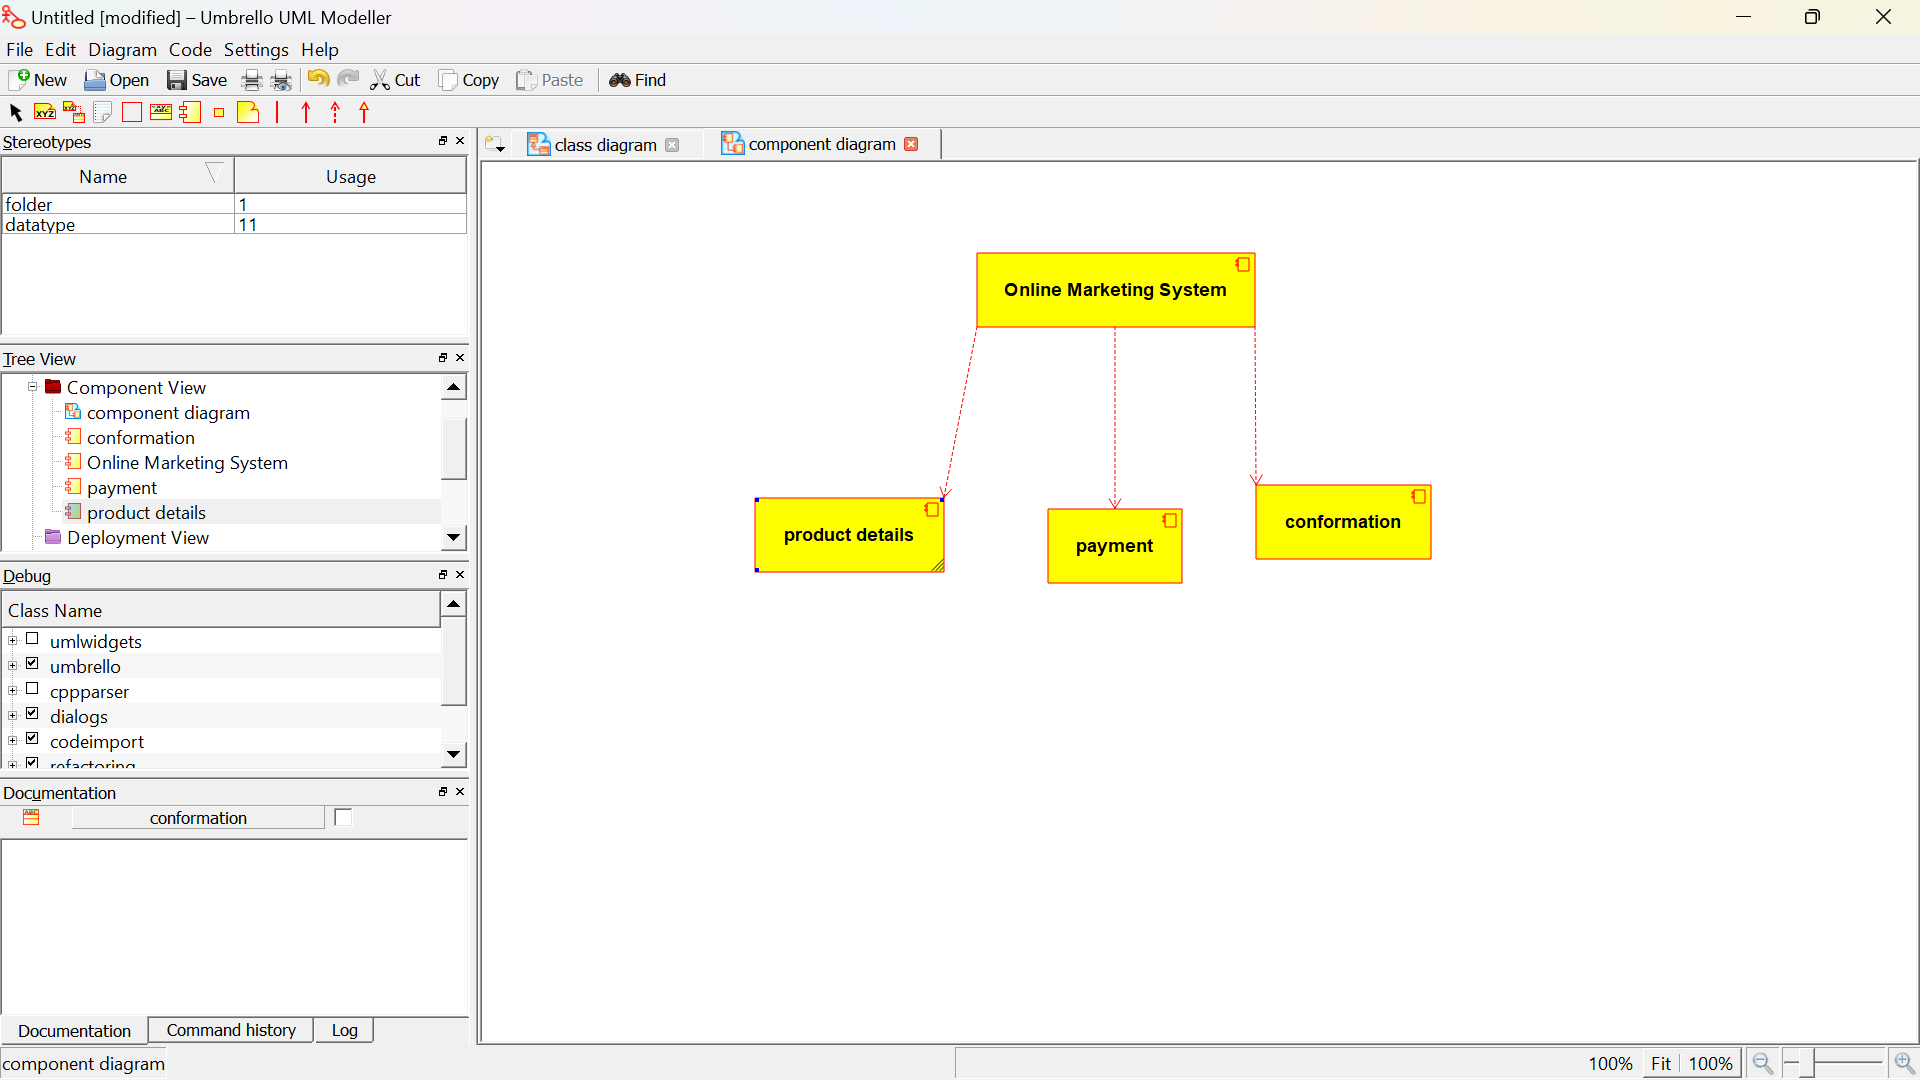 Untitled [modified] – Umbrello UML Modeller
File Edit Diagram Code Settings Help
New Open Save Cut Copy Paste Find
Stereotypes
Name Usage
folder 1
datatype 11
Tree View
Component View
component diagram
conformation
Online Marketing System
payment
product details
Deployment View
Debug
Class Name
umlwidgets
umbrello
cppparser
dialogs
codeimport
refactoring
Documentation
conformation
Documentation Command history Log
component diagram
class diagram component diagram
Online Marketing System
product details
payment
conformation
100% Fit 100%